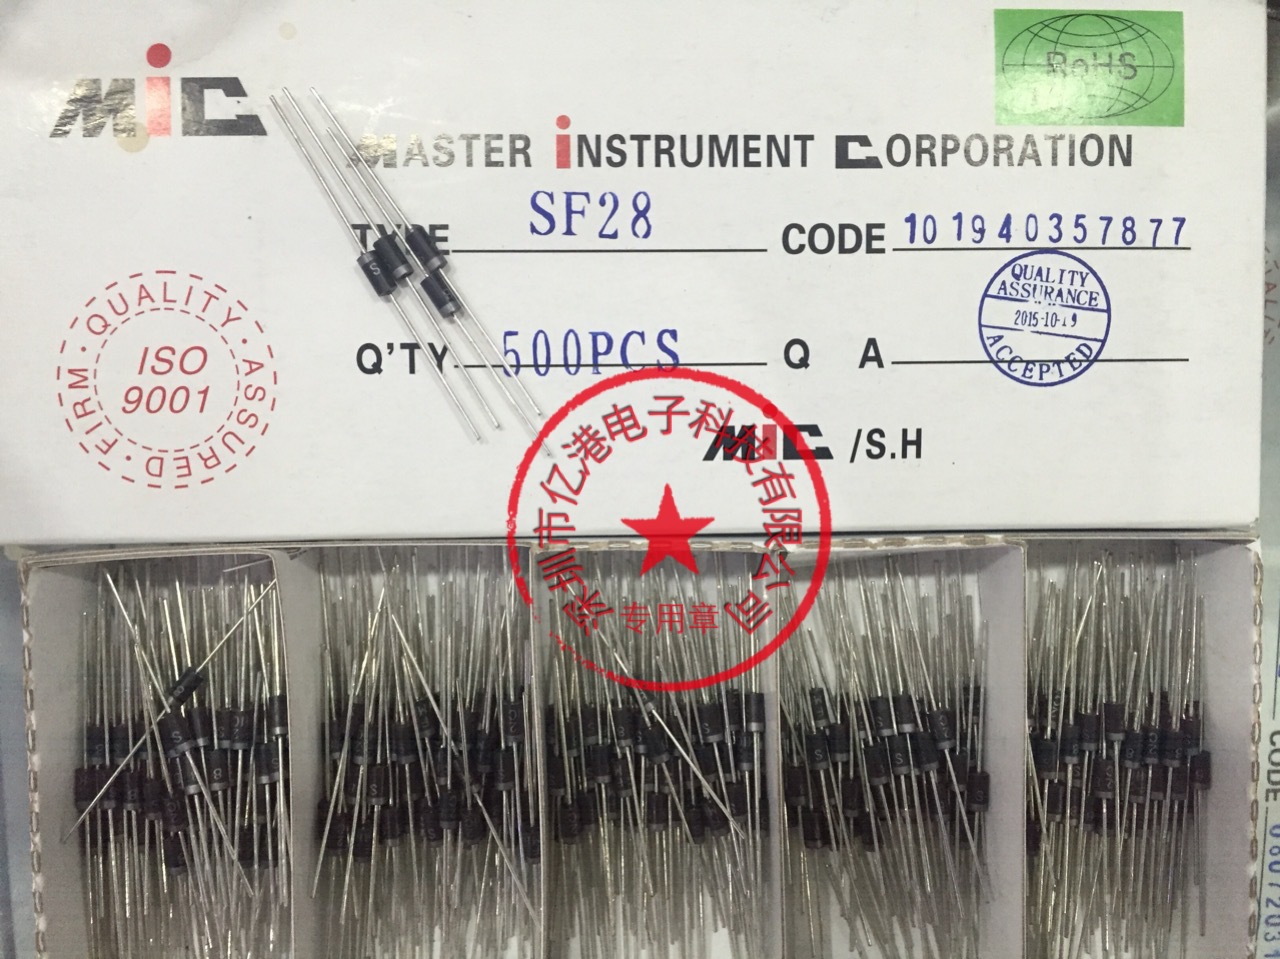 MiC
RoHS
MASTER iNSTRUMENT CORPORATION
TYPE SF28 CODE 10 1940357877
QUALITY ASSURANCE
2015-10-19
ACCEPTED
Q'TY 500PCS Q A
MiC /S.H
FIRM · QUALITY · ASSURED ·
ISO
9001
深圳市亿港电子科技有限公司
专用章
CODE